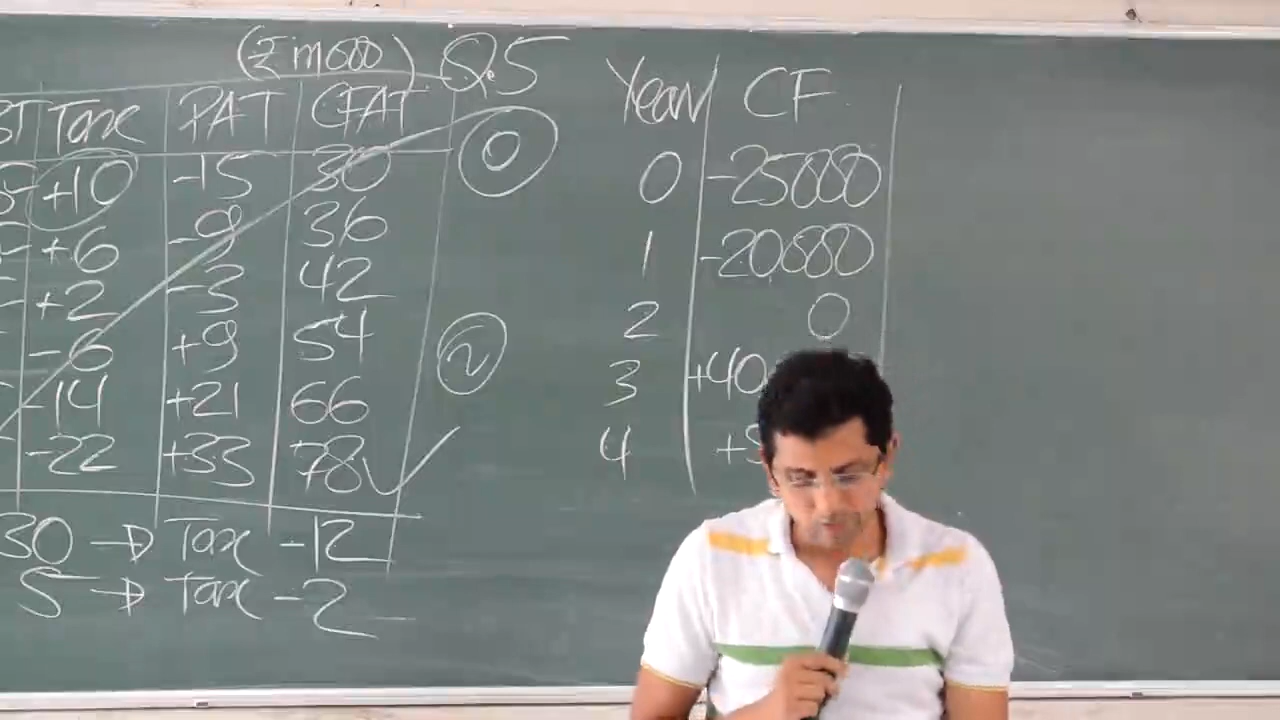 (₹ in 000) Q.5
Tax PAT CFAT
+10 -15 30 0
+6 -9 36
+2 -3 42
-6 +9 54 2
-14 +21 66
-22 +33 78
30 → Tax -12
5 → Tax -2
Year CF
0 -25000
1 -20,000
2 0
3 +40
4